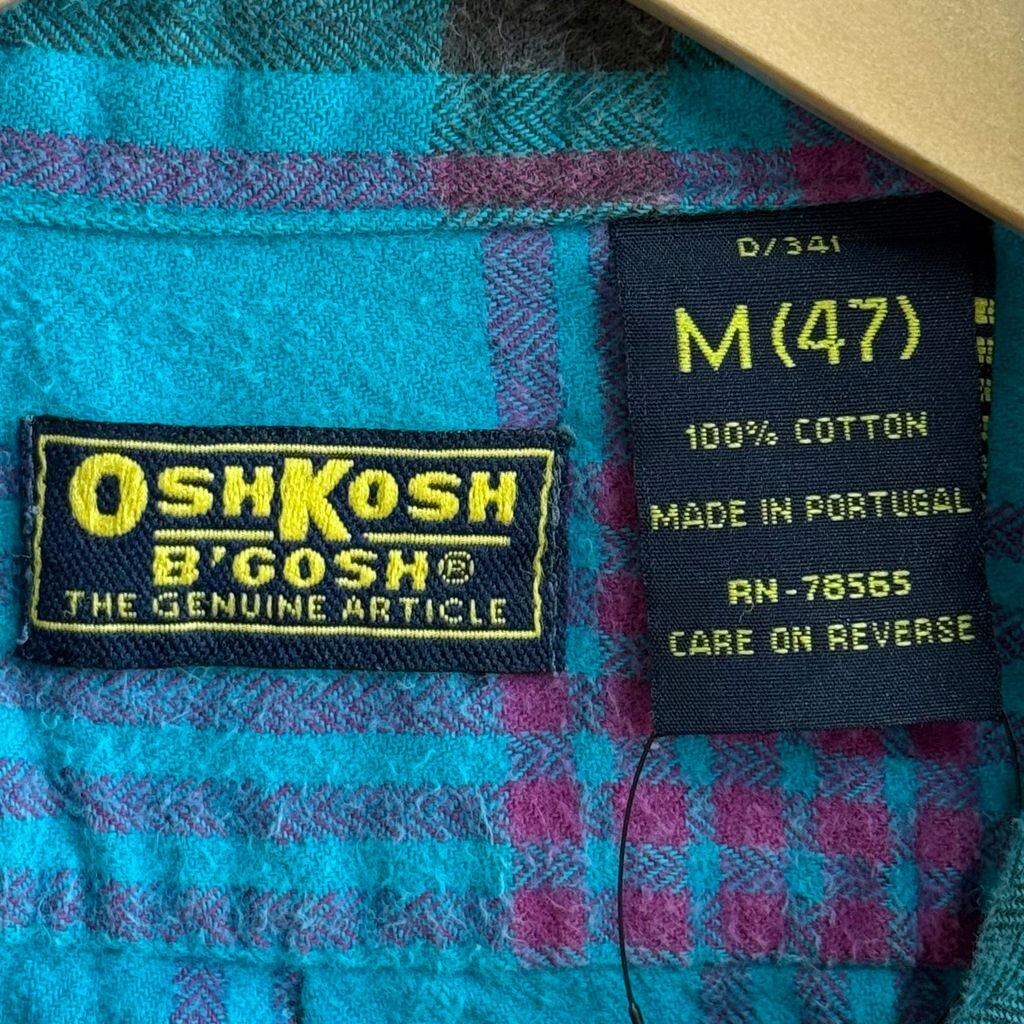 OSHKOSH
B'GOSH®
THE GENUINE ARTICLE
D/341
M (47)
100% COTTON
MADE IN PORTUGAL
RN-78565
CARE ON REVERSE